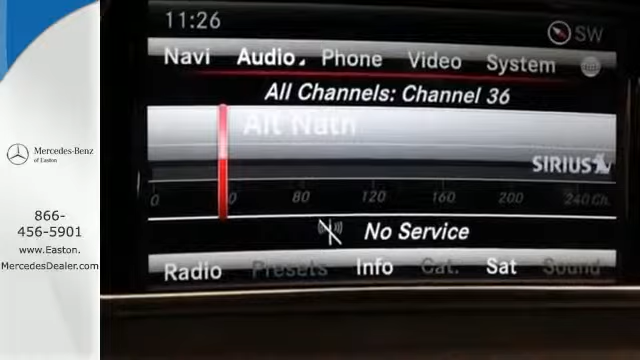 11:26
SW
Navi Audio Phone Video System
All Channels: Channel 36
Alt Natn
SIRIUS
0 0 80 120 160 200 240 Ch.
No Service
Radio Presets Info Cat. Sat Sound
Mercedes-Benz
of Easton
866-
456-5901
www.Easton.
MercedesDealer.com